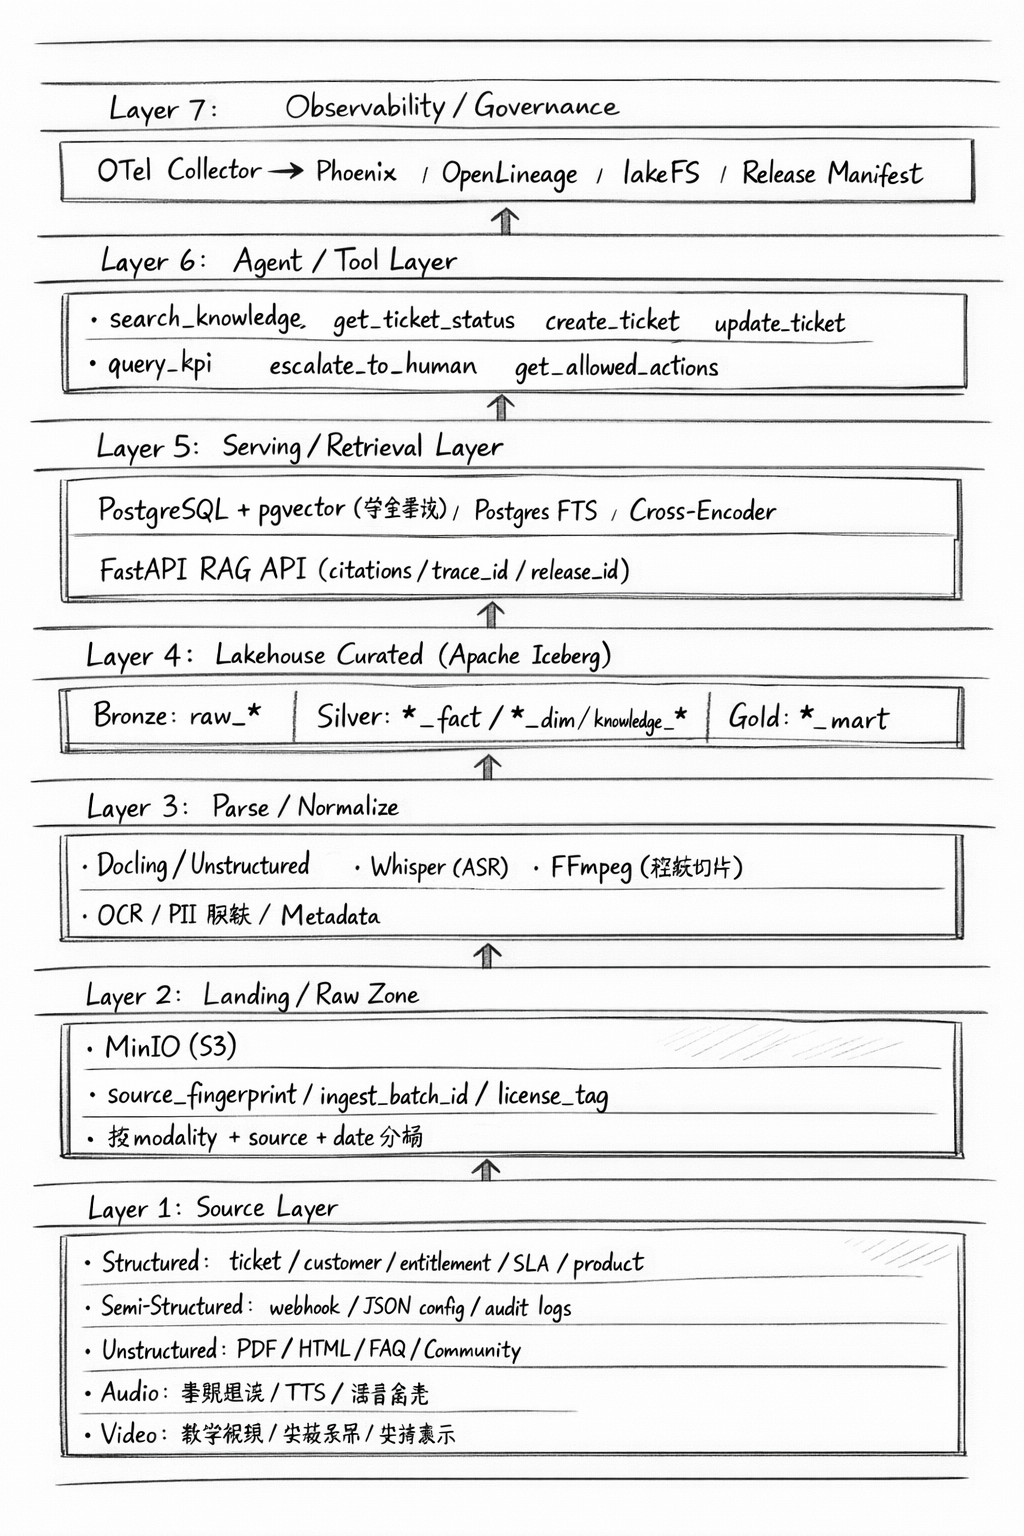 Layer 7: Observability / Governance
OTel Collector → Phoenix / OpenLineage / lakeFS / Release Manifest
Layer 6: Agent / Tool Layer
• search_knowledge, get_ticket_status create_ticket update_ticket
• query_kpi escalate_to_human get_allowed_actions
Layer 5: Serving / Retrieval Layer
PostgreSQL + pgvector / Postgres FTS / Cross-Encoder
FastAPI RAG API (citations / trace_id / release_id)
Layer 4: Lakehouse Curated (Apache Iceberg)
Bronze: raw_* Silver: *_fact / *_dim / knowledge_* Gold: *_mart
Layer 3: Parse / Normalize
• Docling / Unstructured • Whisper (ASR) • FFmpeg
• OCR / PII / Metadata
Layer 2: Landing / Raw Zone
• MinIO (S3)
• source_fingerprint / ingest_batch_id / license_tag
• modality + source + date
Layer 1: Source Layer
• Structured: ticket / customer / entitlement / SLA / product
• Semi-Structured: webhook / JSON config / audit logs
• Unstructured: PDF / HTML / FAQ / Community
• Audio: / TTS /
• Video: